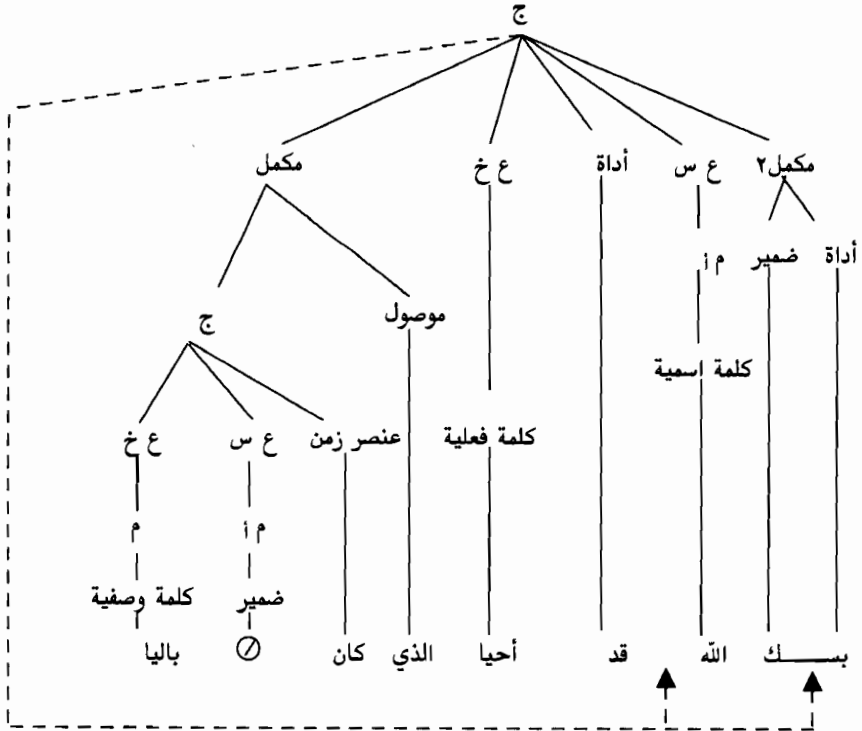 ج
مكمل٢ ع س أداة ع خ مكمل
أداة ضمير م أ
موصول ج
كلمة اسمية
عنصر زمن ع س ع خ كلمة فعلية
م أ م
ضمير كلمة وصفية
بســـك الله قد أحيا الذي كان ∅ باليا